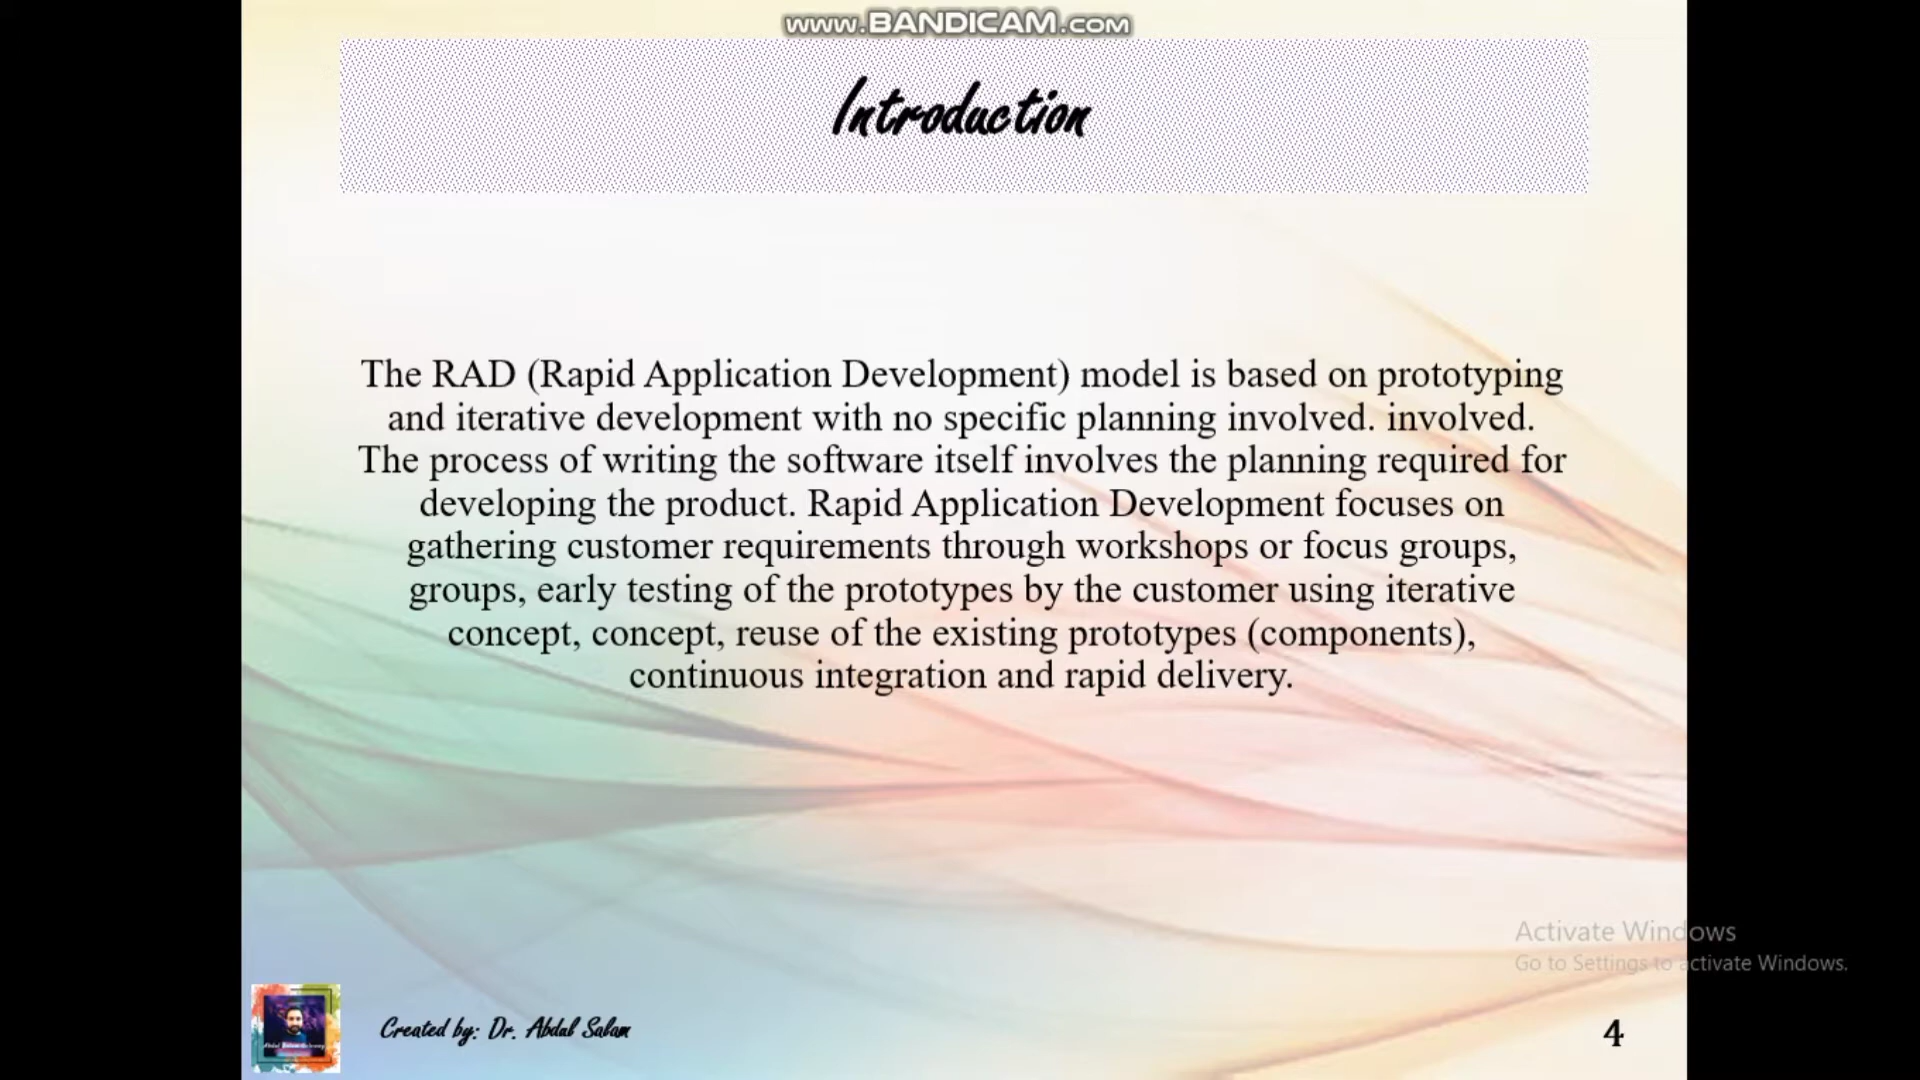 www.BANDICAM.com
Introduction
The RAD (Rapid Application Development) model is based on prototyping
and iterative development with no specific planning involved. involved.
The process of writing the software itself involves the planning required for
developing the product. Rapid Application Development focuses on
gathering customer requirements through workshops or focus groups,
groups, early testing of the prototypes by the customer using iterative
concept, concept, reuse of the existing prototypes (components),
continuous integration and rapid delivery.
Activate Windows
Go to Settings to activate Windows.
Created by: Dr. Abdul Salam
4